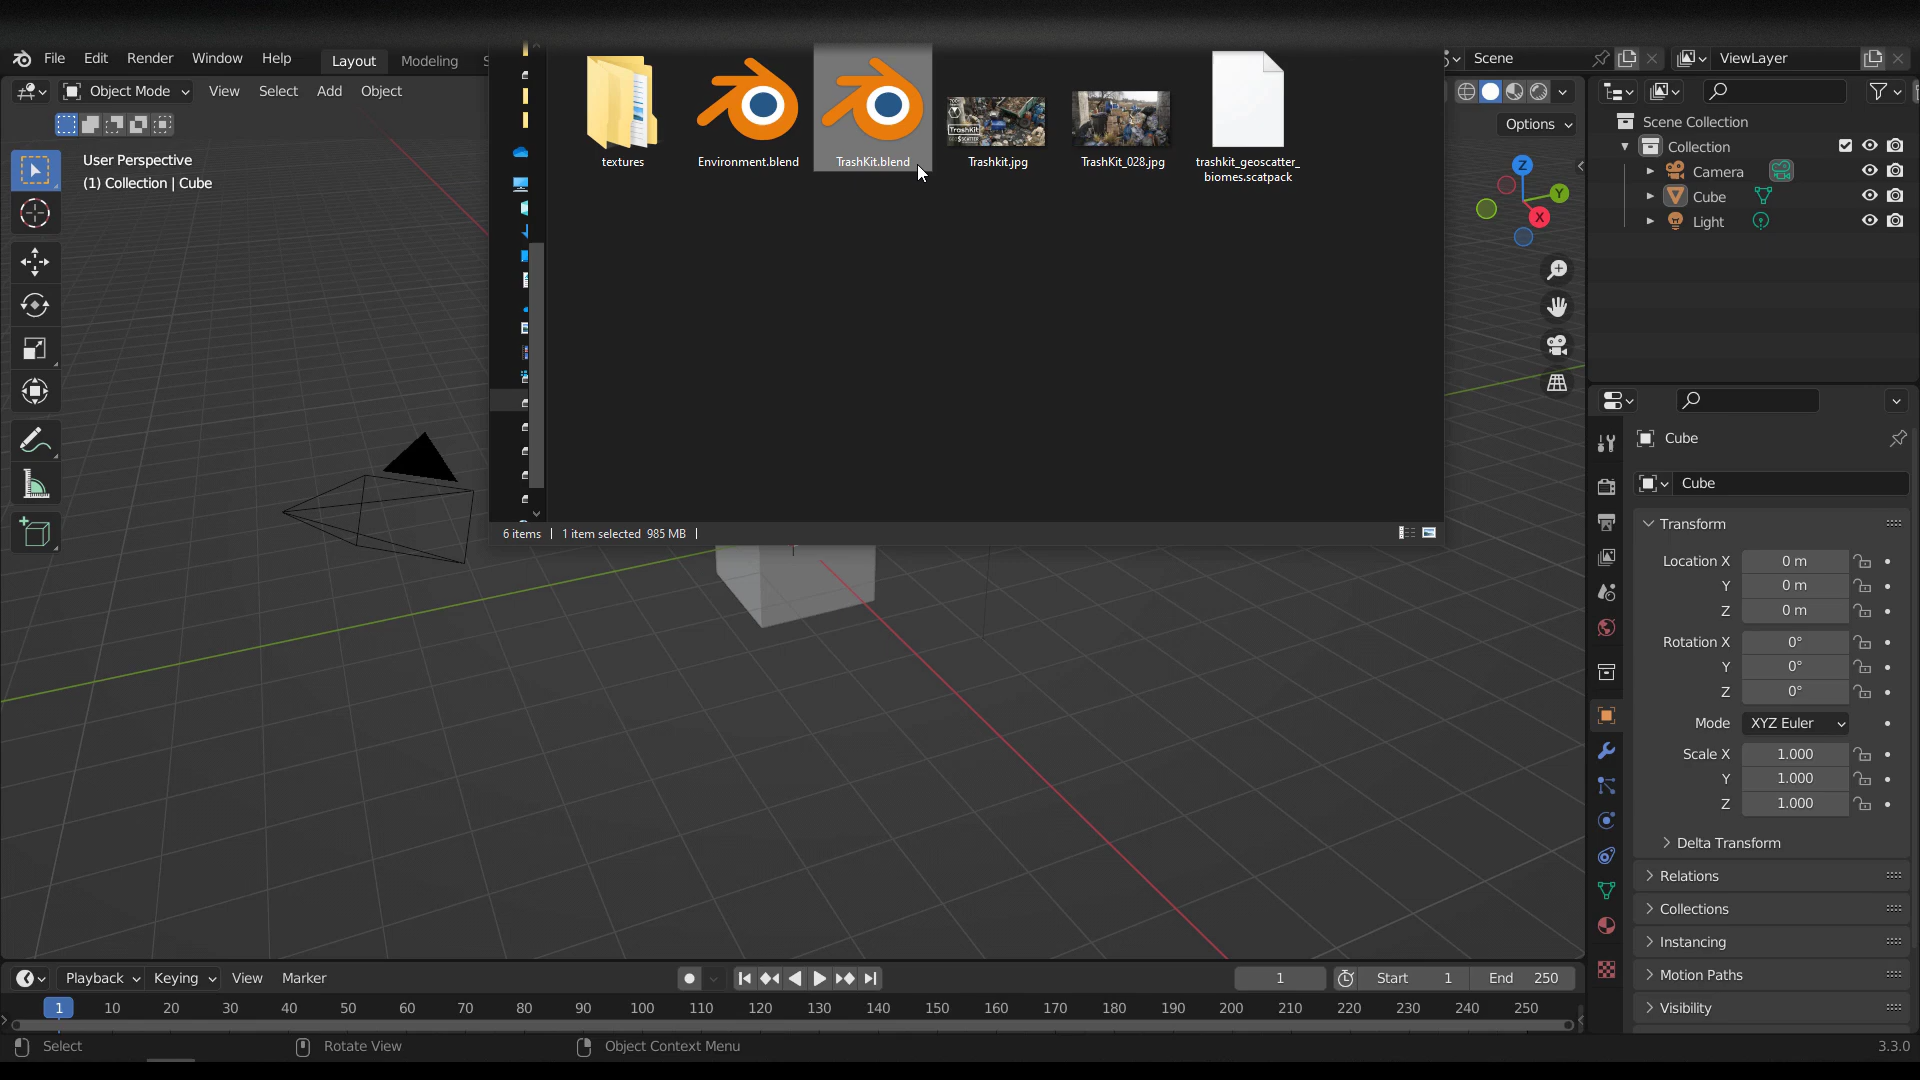 File Edit Render Window Help Layout Modeling
Scene
ViewLayer
Object Mode View Select Add Object
Options
User Perspective
(1) Collection | Cube
textures
Environment.blend
TrashKit.blend
Trashkit.jpg
TrashKit_028.jpg
trashkit_geoscatter_
biomes.scatpack
6 items 1 item selected 985 MB
Z
Y
X
Scene Collection
Collection
Camera
Cube
Light
Cube
Cube
Transform
Location X 0 m
Y 0 m
Z 0 m
Rotation X 0°
Y 0°
Z 0°
Mode XYZ Euler
Scale X 1.000
Y 1.000
Z 1.000
Delta Transform
Relations
Collections
Instancing
Motion Paths
Visibility
Playback Keying View Marker
1 Start 1 End 250
1 10 20 30 40 50 60 70 80 90 100 110 120 130 140 150 160 170 180 190 200 210 220 230 240 250
Select Rotate View Object Context Menu
3.3.0